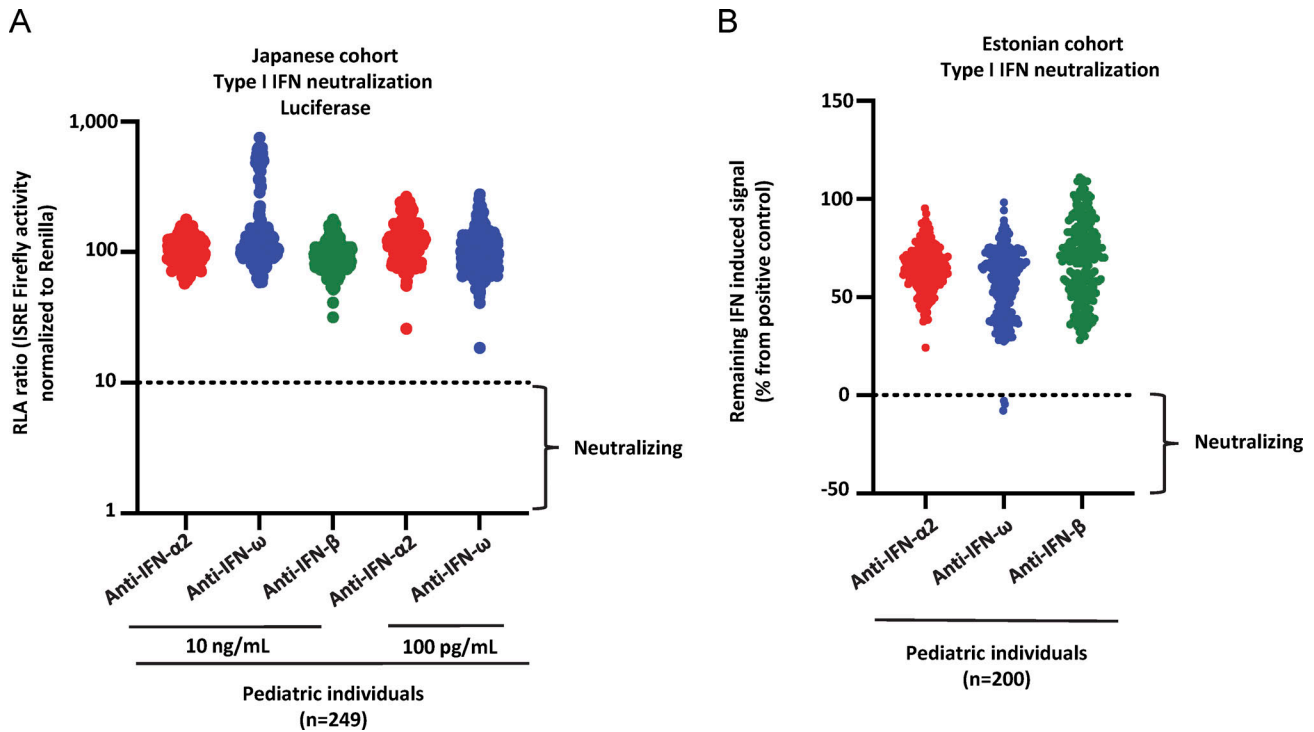 A
Japanese cohort
Type I IFN neutralization
Luciferase
RLA ratio (ISRE Firefly activity
normalized to Renilla)
1,000
100
10
1
Neutralizing
Anti-IFN-α2
Anti-IFN-ω
Anti-IFN-β
Anti-IFN-α2
Anti-IFN-ω
10 ng/mL
100 pg/mL
Pediatric individuals
(n=249)
B
Estonian cohort
Type I IFN neutralization
Remaining IFN induced signal
(% from positive control)
150
100
50
0
-50
Neutralizing
Anti-IFN-α2
Anti-IFN-ω
Anti-IFN-β
Pediatric individuals
(n=200)